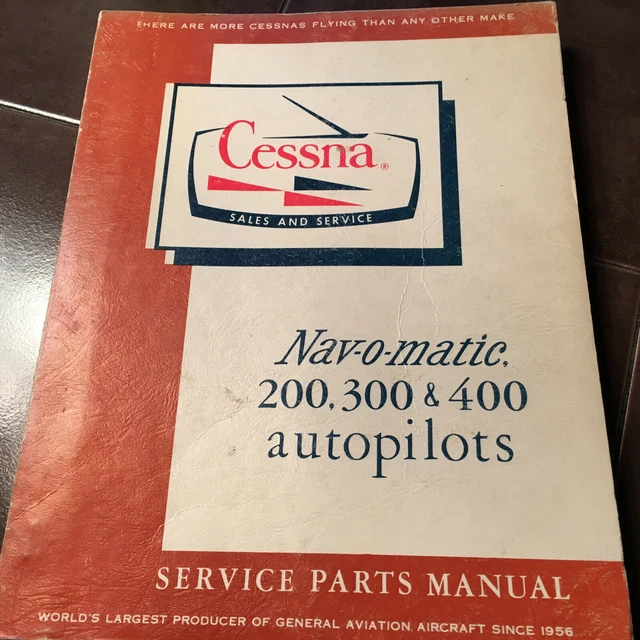 THERE ARE MORE CESSNAS FLYING THAN ANY OTHER MAKE
Cessna®
SALES AND SERVICE
Nav-o-matic,
200, 300 & 400
autopilots
SERVICE PARTS MANUAL
WORLD'S LARGEST PRODUCER OF GENERAL AVIATION AIRCRAFT SINCE 1956